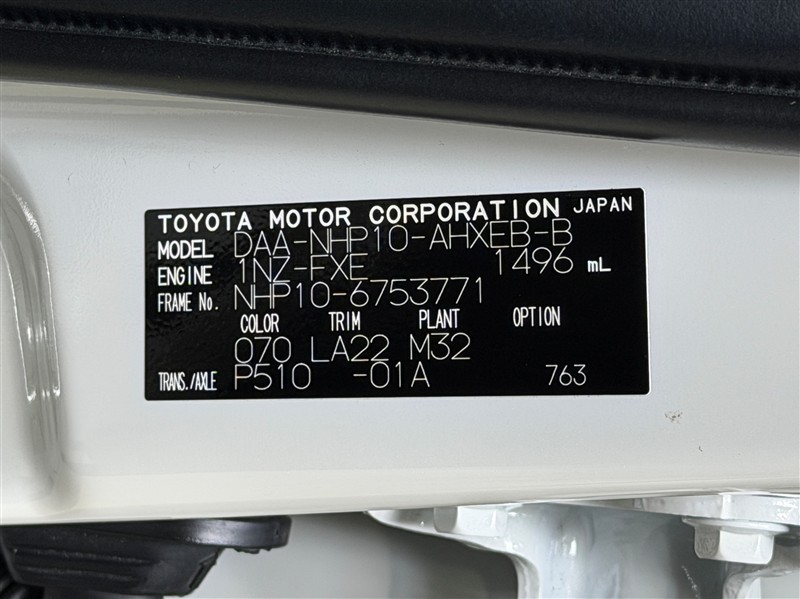 TOYOTA MOTOR CORPORATION JAPAN
MODEL DAA-NHP10-AHXEB-B
ENGINE 1NZ-FXE 1496 mL
FRAME No. NHP10-6753771
COLOR TRIM PLANT OPTION
070 LA22 M32
TRANS./AXLE P510 -01A 763